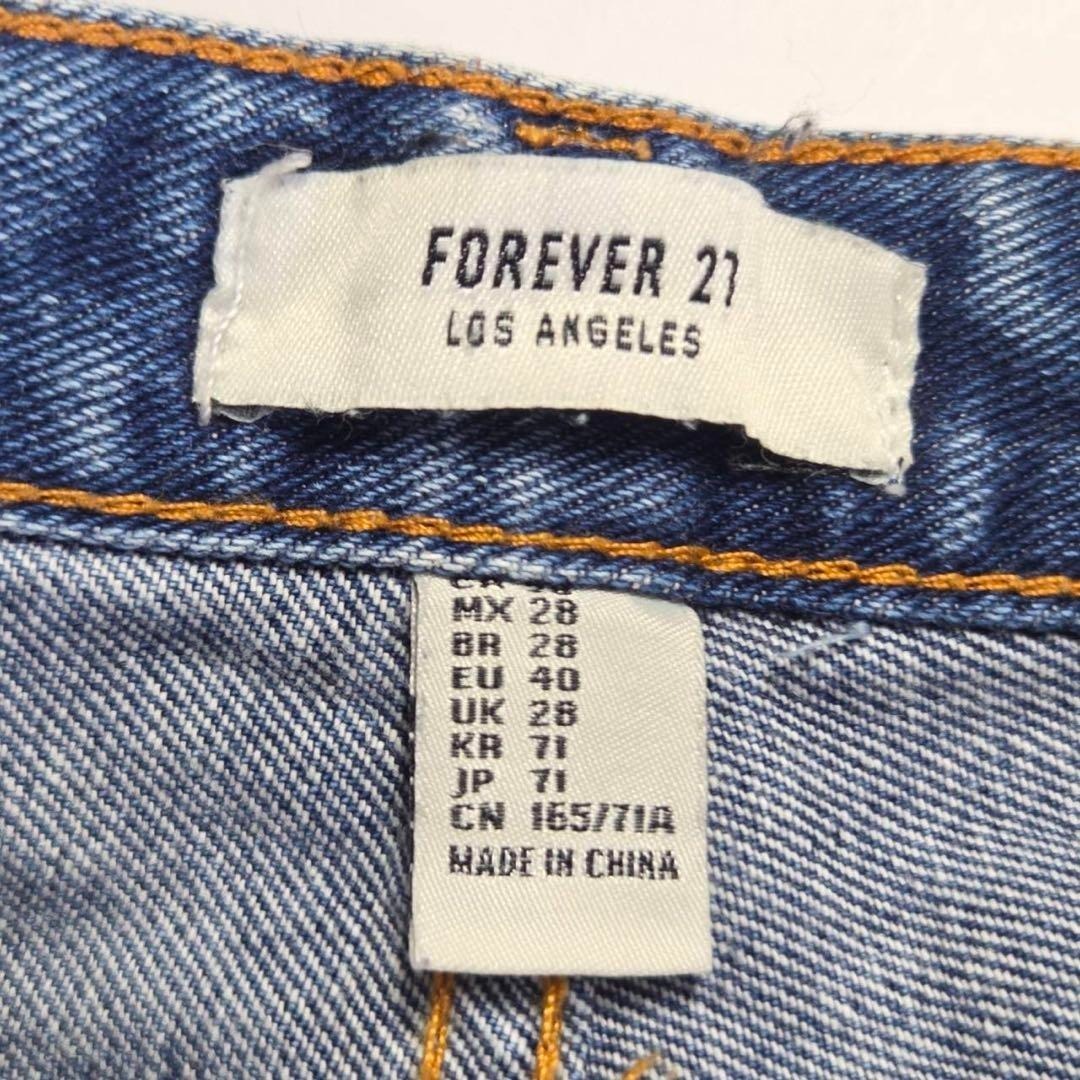 FOREVER 21
LOS ANGELES
MX 28
BR 28
EU 40
UK 28
KR 71
JP 71
CN 165/71A
MADE IN CHINA